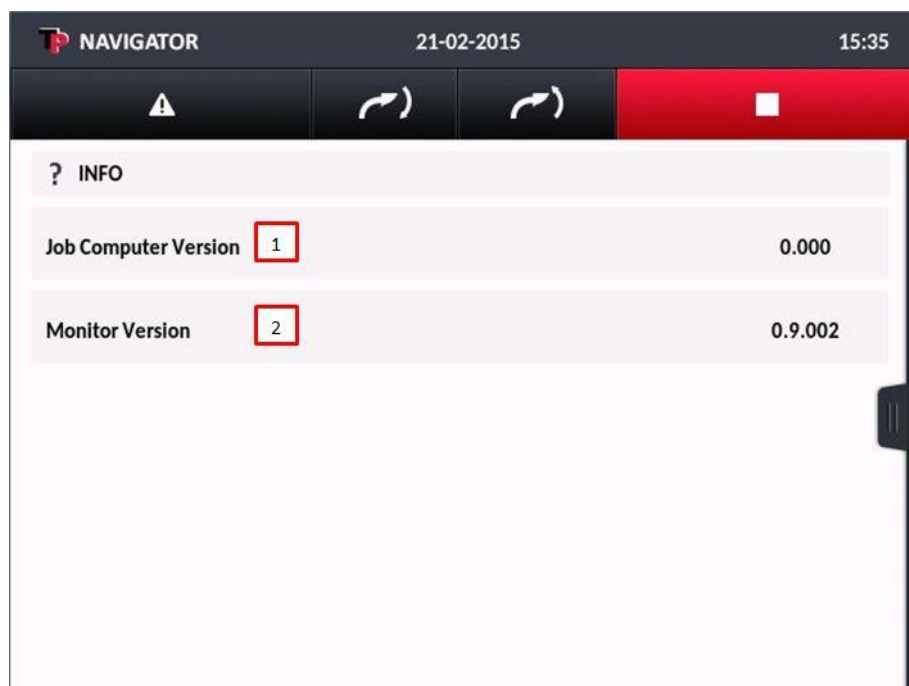 TP NAVIGATOR 21-02-2015 15:35
? INFO
Job Computer Version 1 0.000
Monitor Version 2 0.9.002